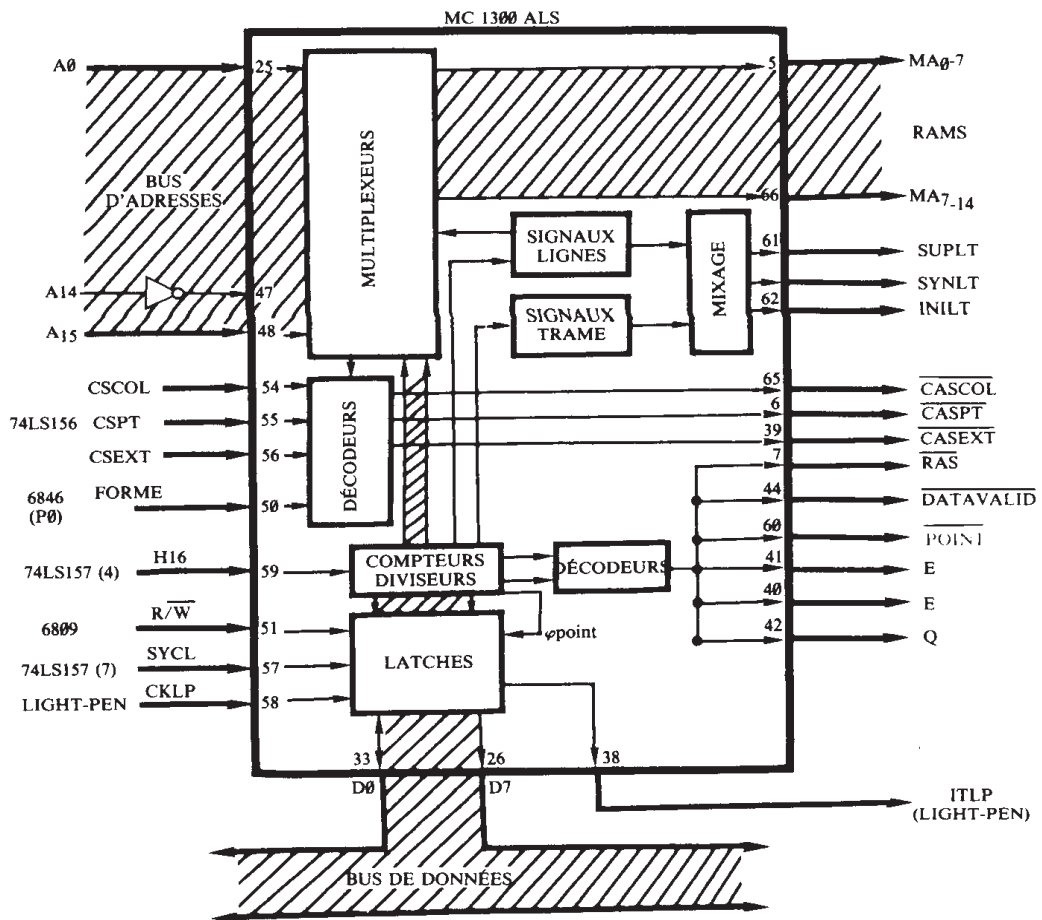 MC 1300 ALS
A0
25
5
MA0-7
RAMS
BUS
D'ADRESSES
MULTIPLEXEURS
66
MA7-14
SIGNAUX
LIGNES
MIXAGE
61
SUPLT
SYNLT
62
INILT
A14
47
A15
48
SIGNAUX
TRAME
CSCOL
54
65
CASCOL
74LS156
CSPT
55
6
CASPT
CSEXT
56
39
CASEXT
DÉCODEURS
7
RAS
6846
(P0)
FORME
50
44
DATAVALID
60
POINT
74LS157 (4)
H16
59
COMPTEURS
DIVISEURS
DÉCODEURS
41
E
6809
R/W
51
40
E
φpoint
42
Q
74LS157 (7)
SYCL
57
LATCHES
LIGHT-PEN
CKLP
58
33
26
38
D0
D7
ITLP
(LIGHT-PEN)
BUS DE DONNÉES